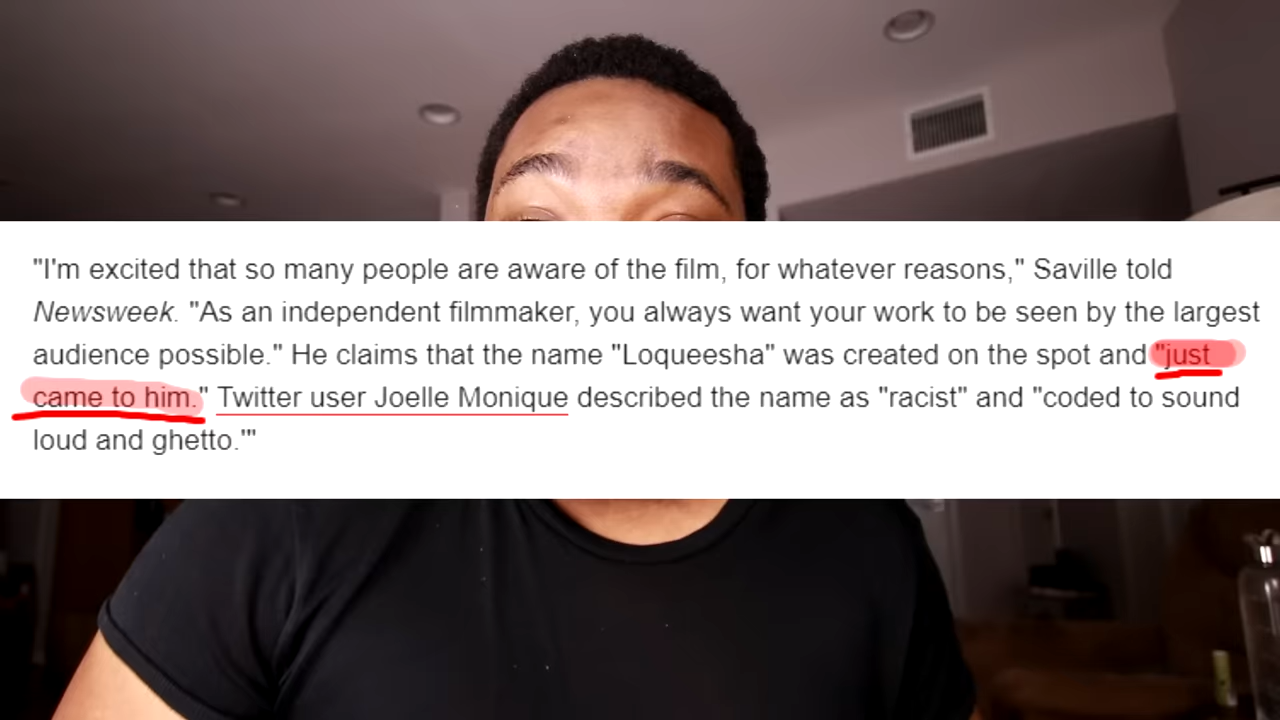 "I'm excited that so many people are aware of the film, for whatever reasons," Saville told
Newsweek. "As an independent filmmaker, you always want your work to be seen by the largest
audience possible." He claims that the name "Loqueesha" was created on the spot and "just
came to him." Twitter user Joelle Monique described the name as "racist" and "coded to sound
loud and ghetto.'"